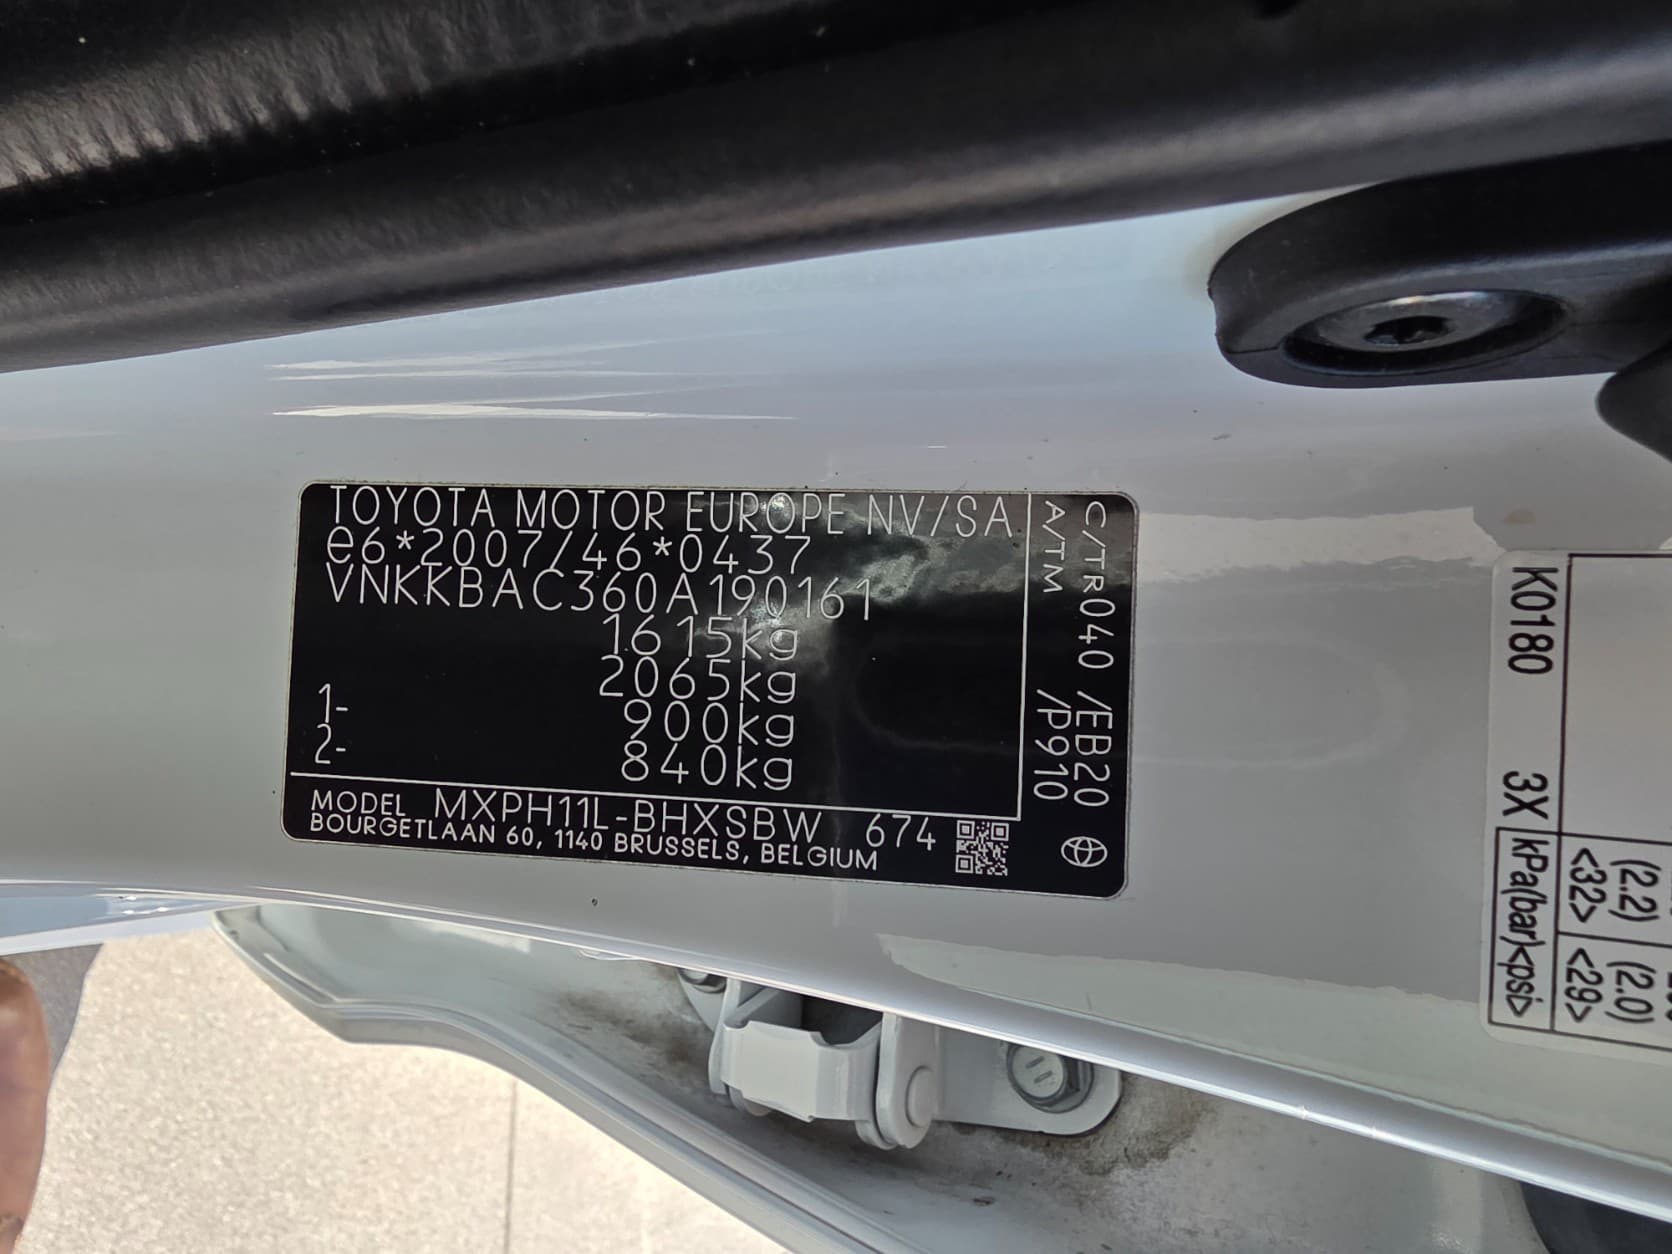 TOYOTA MOTOR EUROPE NV/SA
e6*2007/46*0437
VNKKBAC360A190161
1615kg
2065kg
1- 900kg
2- 840kg
MODEL MXPH11L-BHXSBW 674
BOURGETLAAN 60, 1140 BRUSSELS, BELGIUM
C/TR040 /EB20
A/TM /P910
K0180 3X
kPa(bar)<psi>
(2.2)
<32>
(2.0)
<29>